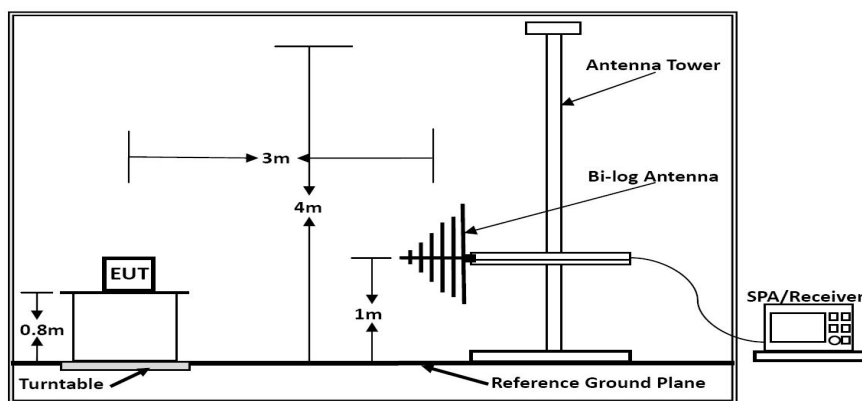 Antenna Tower
3m
Bi-log Antenna
4m
EUT
SPA/Receiver
0.8m
1m
Turntable
Reference Ground Plane